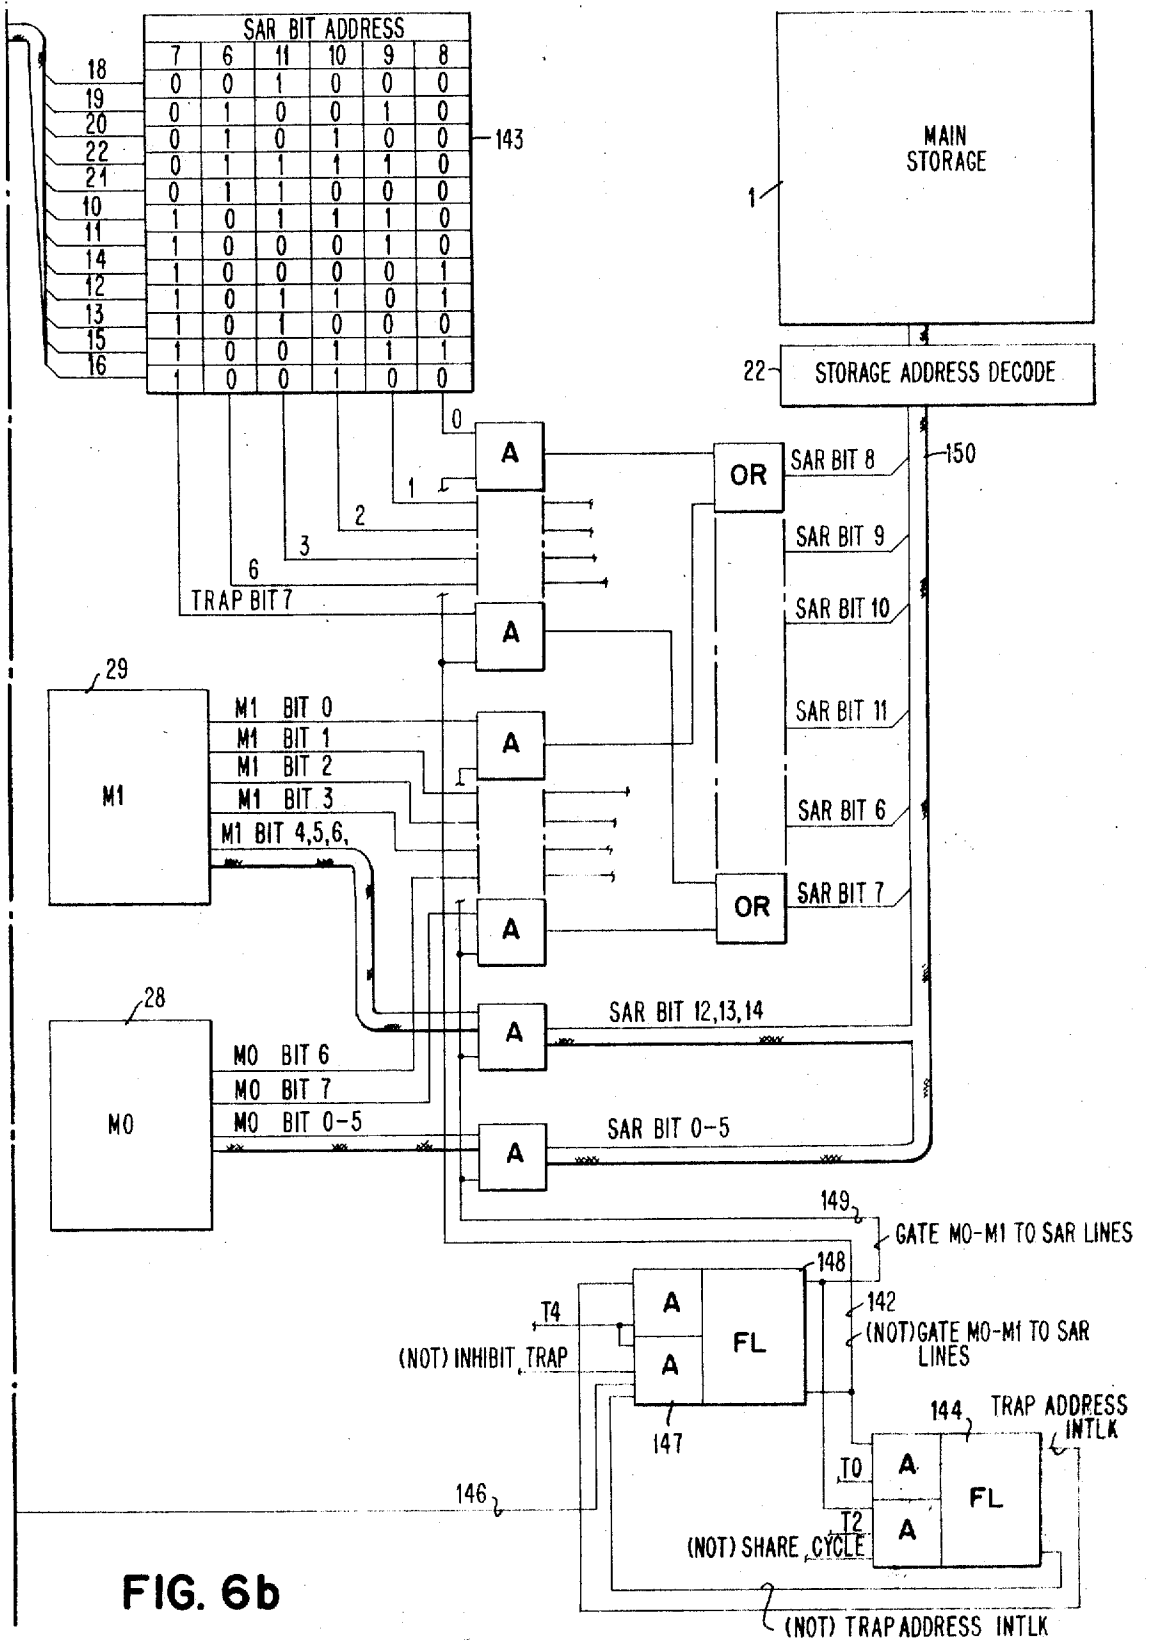 SAR BIT ADDRESS
7 6 11 10 9 8
18 0 0 1 0 0 0
19 0 1 0 0 1 0
20 0 1 0 1 0 0
22 0 1 1 1 1 0
21 0 1 1 0 0 0
10 1 0 1 1 1 0
11 1 0 0 0 1 0
14 1 0 0 0 0 1
12 1 0 1 1 0 1
13 1 0 1 0 0 0
15 1 0 0 1 1 1
16 1 0 0 1 0 0
143
MAIN
STORAGE
1
22
STORAGE ADDRESS DECODE
150
0
A
1
2
3
6
TRAP BIT 7
A
OR
SAR BIT 8
SAR BIT 9
SAR BIT 10
SAR BIT 11
SAR BIT 6
SAR BIT 7
OR
29
M1
M1 BIT 0
M1 BIT 1
M1 BIT 2
M1 BIT 3
M1 BIT 4,5,6,
A
A
28
M0
M0 BIT 6
M0 BIT 7
M0 BIT 0-5
A
SAR BIT 12,13,14
A
SAR BIT 0-5
149
GATE M0-M1 TO SAR LINES
148
142
(NOT) GATE M0-M1 TO SAR
LINES
T4
(NOT) INHIBIT TRAP
A
A
FL
147
144
TRAP ADDRESS
INTLK
T0
A
T2
A
FL
(NOT) SHARE CYCLE
146
(NOT) TRAP ADDRESS INTLK
FIG. 6b